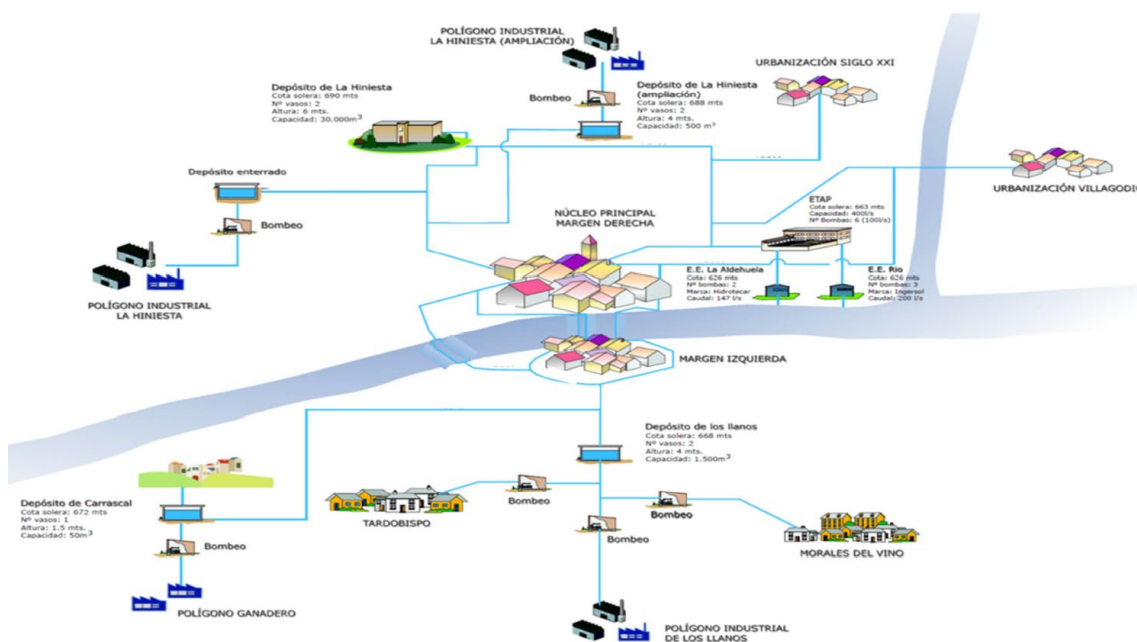 POLÍGONO INDUSTRIAL
LA HINIESTA (AMPLIACIÓN)
URBANIZACIÓN SIGLO XXI
Depósito de La Hiniesta
Cota solera: 690 mts
Nº vasos: 2
Altura: 6 mts.
Capacidad: 30.000m³
Bombeo
Depósito de La Hiniesta
(ampliación)
Cota solera: 688 mts
Nº vasos: 2
Altura: 4 mts.
Capacidad: 500 m³
Depósito enterrado
Bombeo
URBANIZACIÓN VILLAGODIO
NÚCLEO PRINCIPAL
MARGEN DERECHA
ETAP
Cota solera: 663 mts
Capacidad: 400l/s
Nº Bombas: 6 (100l/s)
POLÍGONO INDUSTRIAL
LA HINIESTA
E.E. La Aldehuela
Cota: 626 mts
Nº bombas: 2
Marca: Hidrotecar
Caudal: 147 l/s
E.E. Rio
Cota: 626 mts
Nº bombas: 3
Marca: Ingersol
Caudal: 200 l/s
MARGEN IZQUIERDA
Depósito de los llanos
Cota solera: 668 mts
Nº vasos: 2
Altura: 4 mts.
Capacidad: 1.500m³
Depósito de Carrascal
Cota solera: 672 mts
Nº vasos: 1
Altura: 1.5 mts.
Capacidad: 50m³
Bombeo
TARDOBISPO
Bombeo
Bombeo
Bombeo
MORALES DEL VINO
POLÍGONO GANADERO
POLÍGONO INDUSTRIAL
DE LOS LLANOS